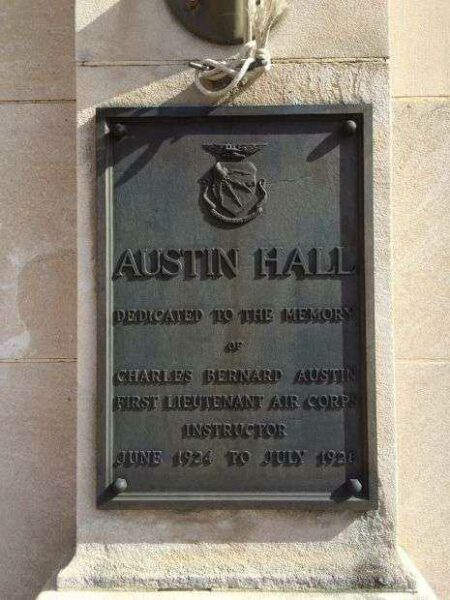 AUSTIN HALL
DEDICATED TO THE MEMORY
OF
CHARLES BERNARD AUSTIN
FIRST LIEUTENANT AIR CORPS
INSTRUCTOR
JUNE 1924 TO JULY